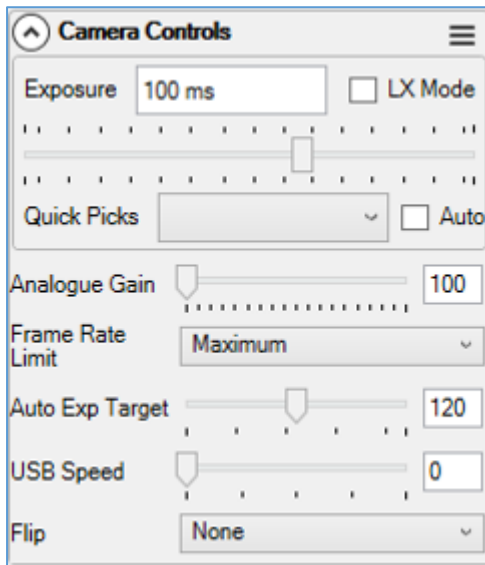 Camera Controls
Exposure 100 ms LX Mode
Quick Picks Auto
Analogue Gain 100
Frame Rate
Limit Maximum
Auto Exp Target 120
USB Speed 0
Flip None